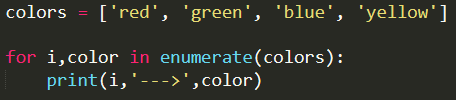 colors = ['red', 'green', 'blue', 'yellow']
for i,color in enumerate(colors):
    print(i,'--->',color)